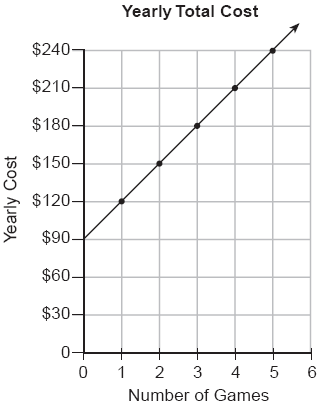 Yearly Total Cost
Yearly Cost
$240
$210
$180
$150
$120
$90
$60
$30
0
0 1 2 3 4 5 6
Number of Games